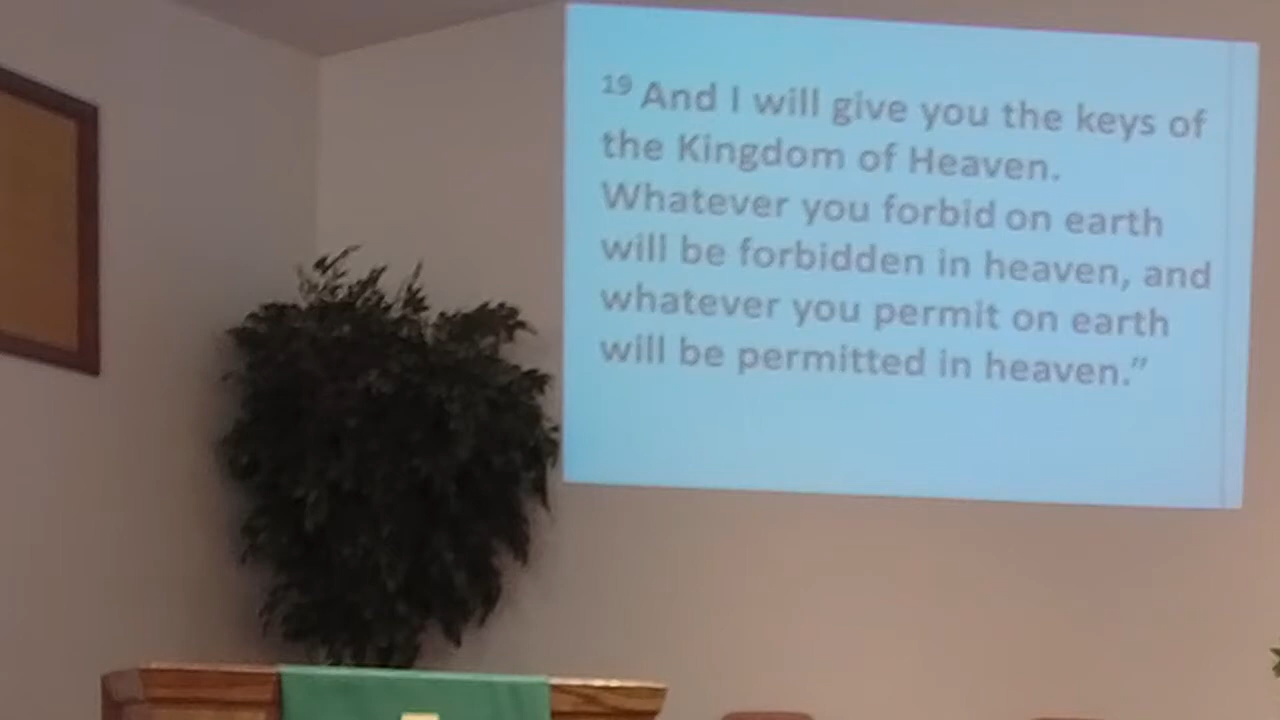 19 And I will give you the keys of
the Kingdom of Heaven.
Whatever you forbid on earth
will be forbidden in heaven, and
whatever you permit on earth
will be permitted in heaven.”